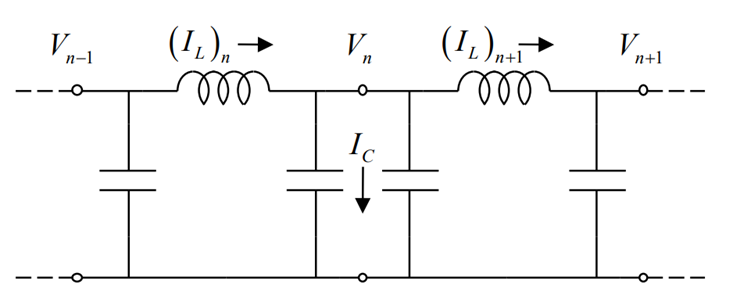 V_{n-1} (I_L)_n V_n (I_L)_{n+1} V_{n+1}
I_C